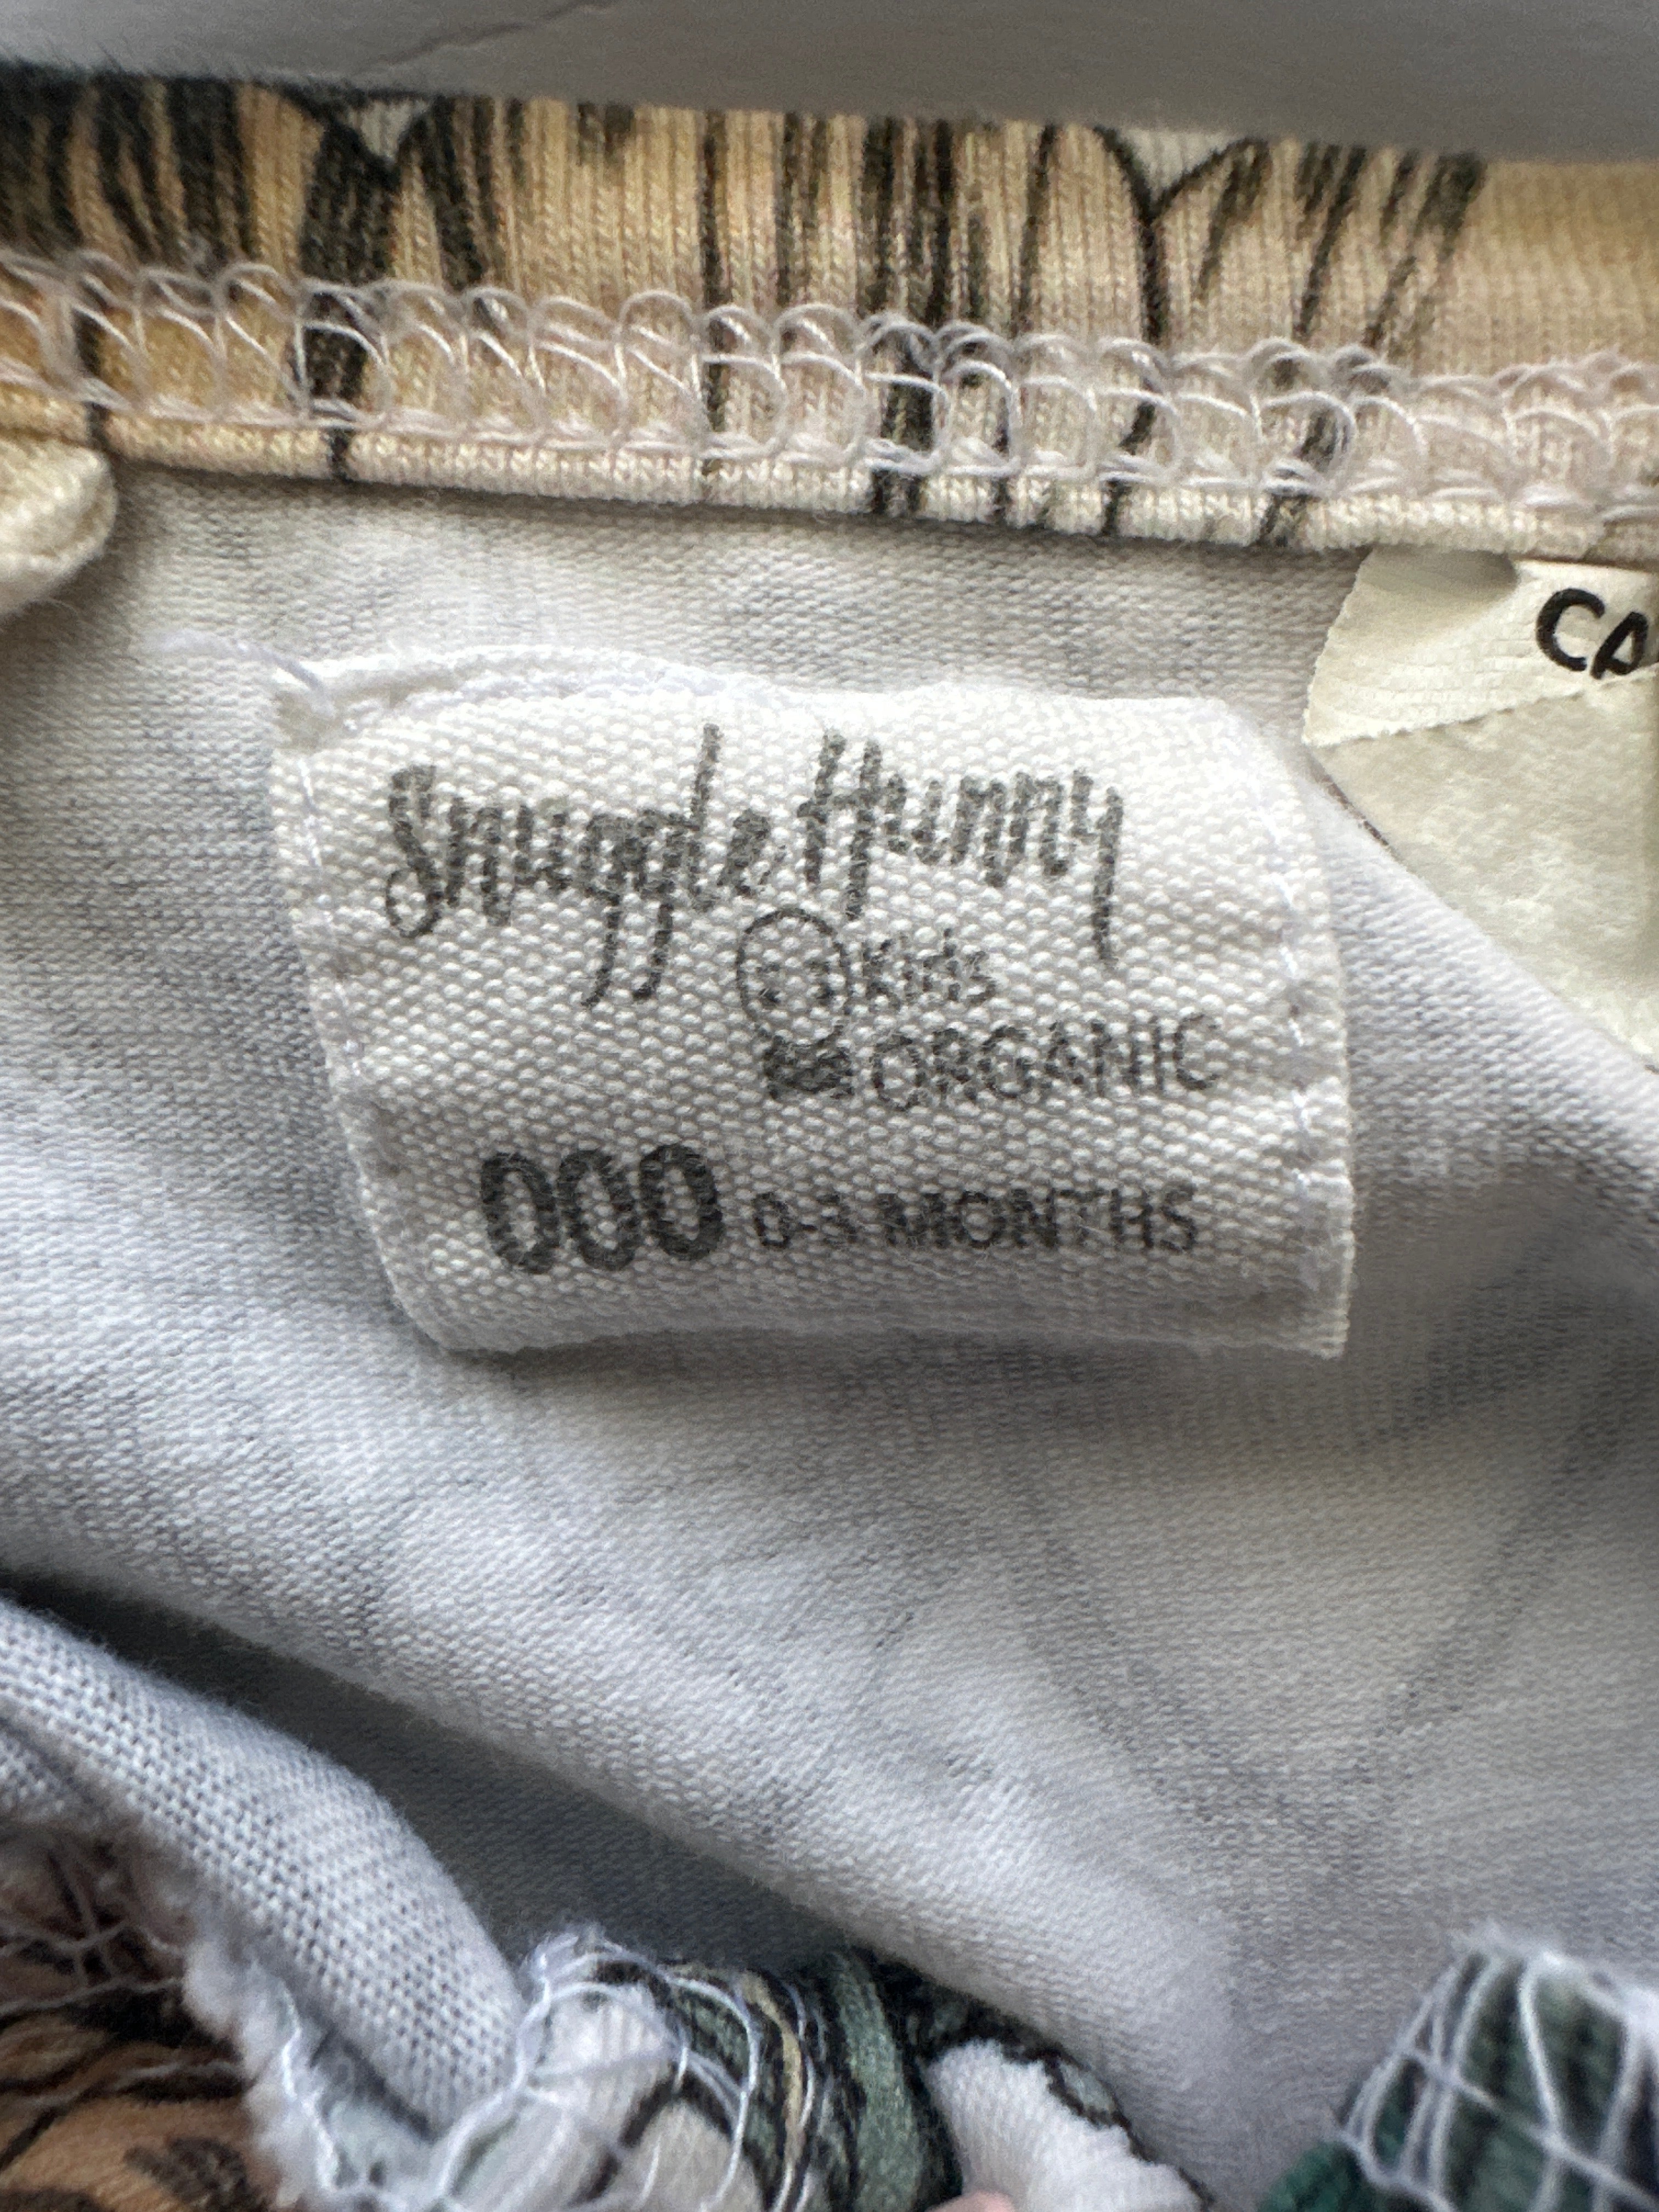 Snuggle Hunny
Kids
ORGANIC
000 0-3 MONTHS
CA